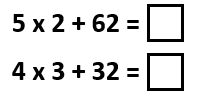 5 x 2 + 62 =
4 x 3 + 32 =